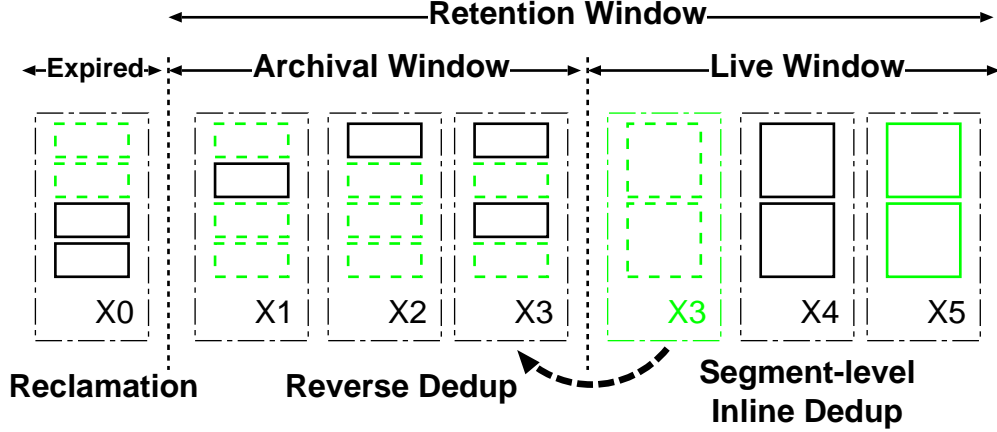 Retention Window
Expired
Archival Window
Live Window
X0
X1
X2
X3
X3
X4
X5
Reclamation
Reverse Dedup
Segment-level
Inline Dedup